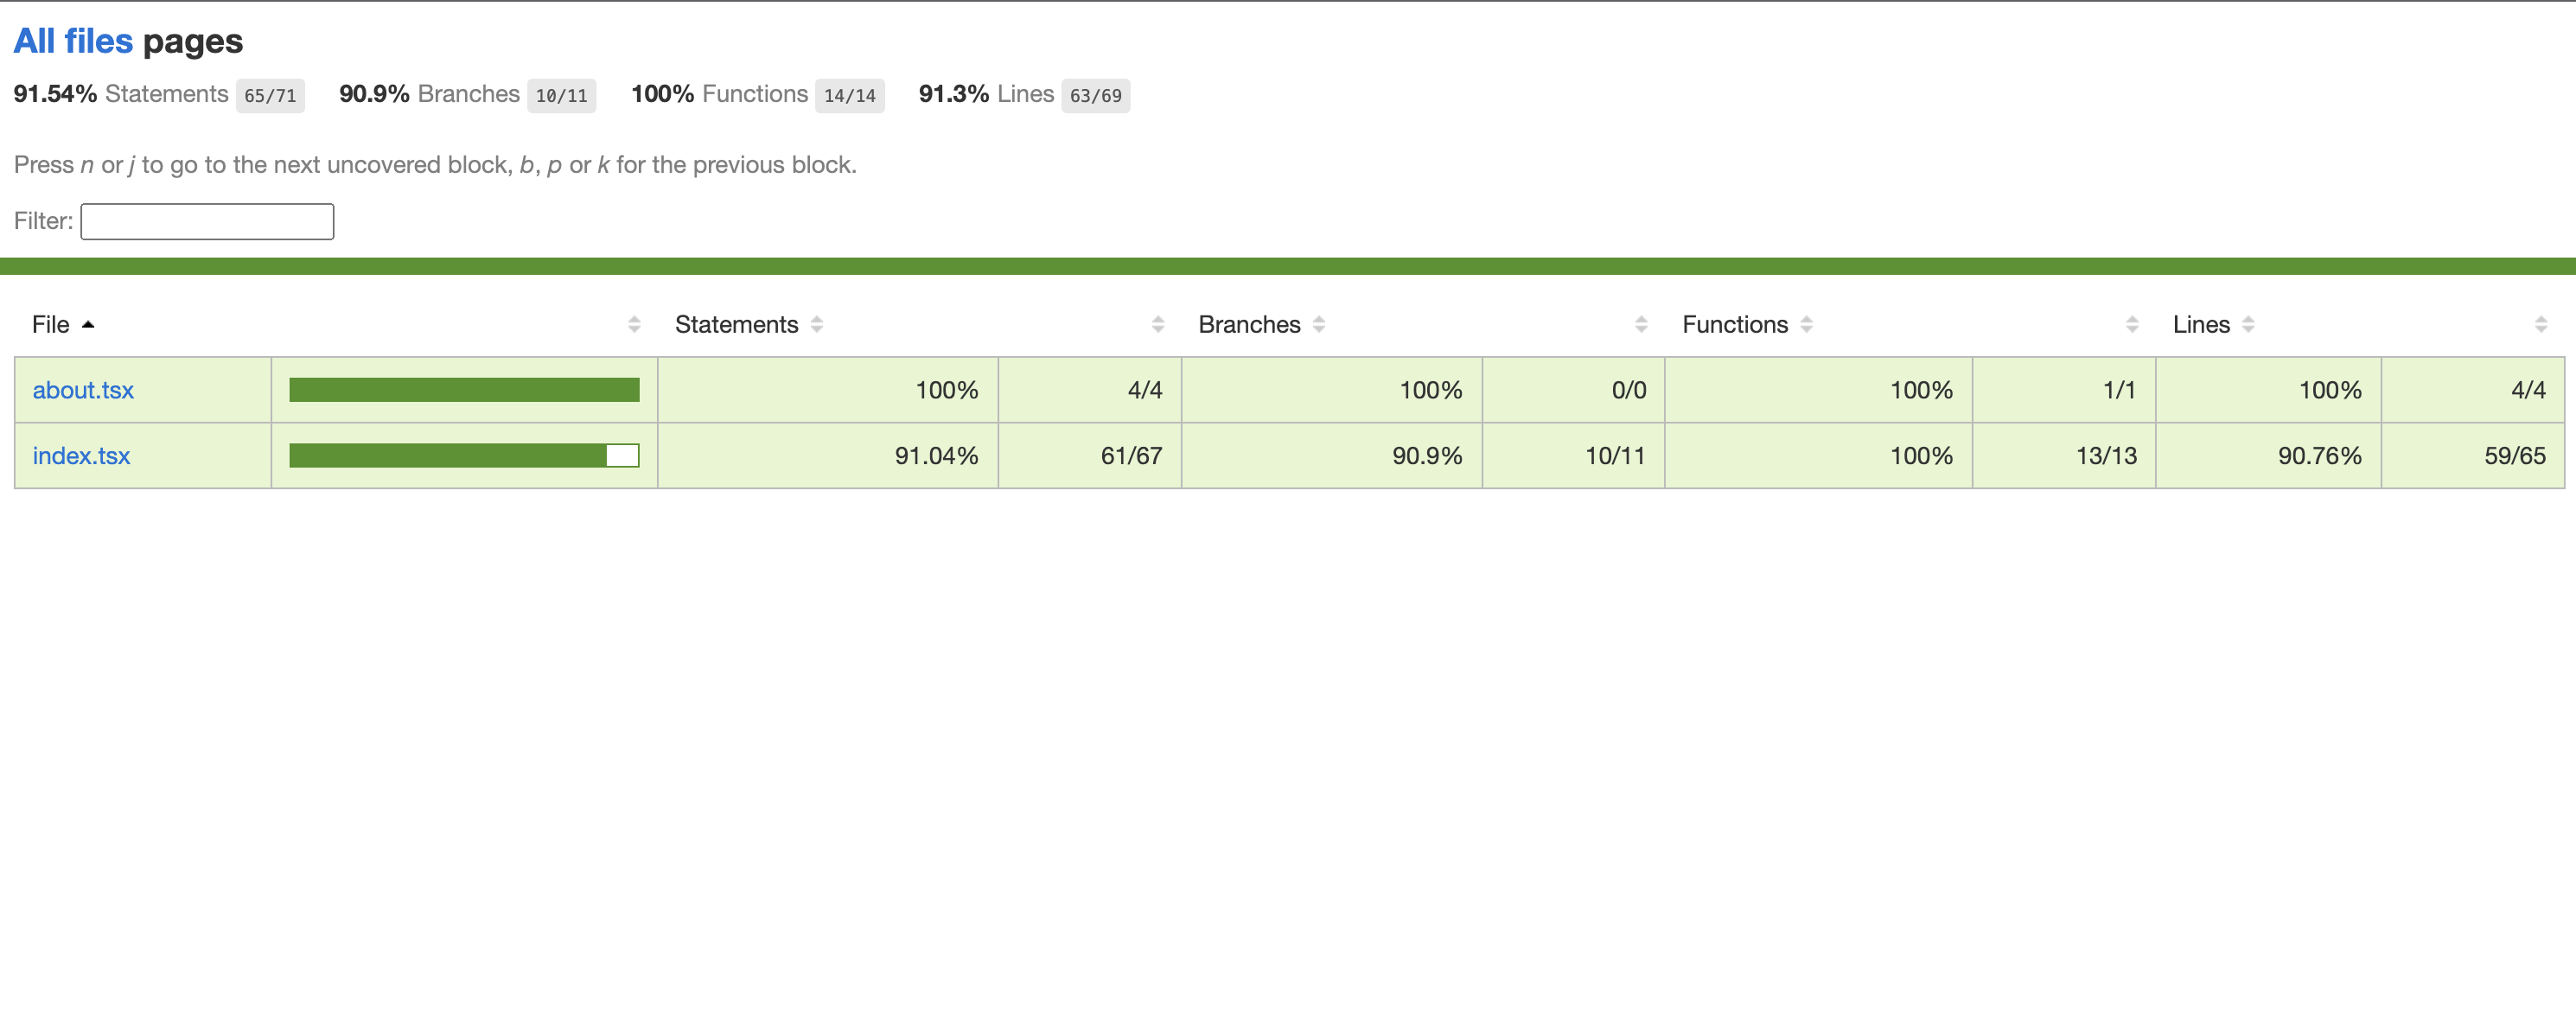 All files pages
91.54% Statements 65/71 90.9% Branches 10/11 100% Functions 14/14 91.3% Lines 63/69
Press n or j to go to the next uncovered block, b, p or k for the previous block.
Filter:
File Statements Branches Functions Lines
about.tsx 100% 4/4 100% 0/0 100% 1/1 100% 4/4
index.tsx 91.04% 61/67 90.9% 10/11 100% 13/13 90.76% 59/65